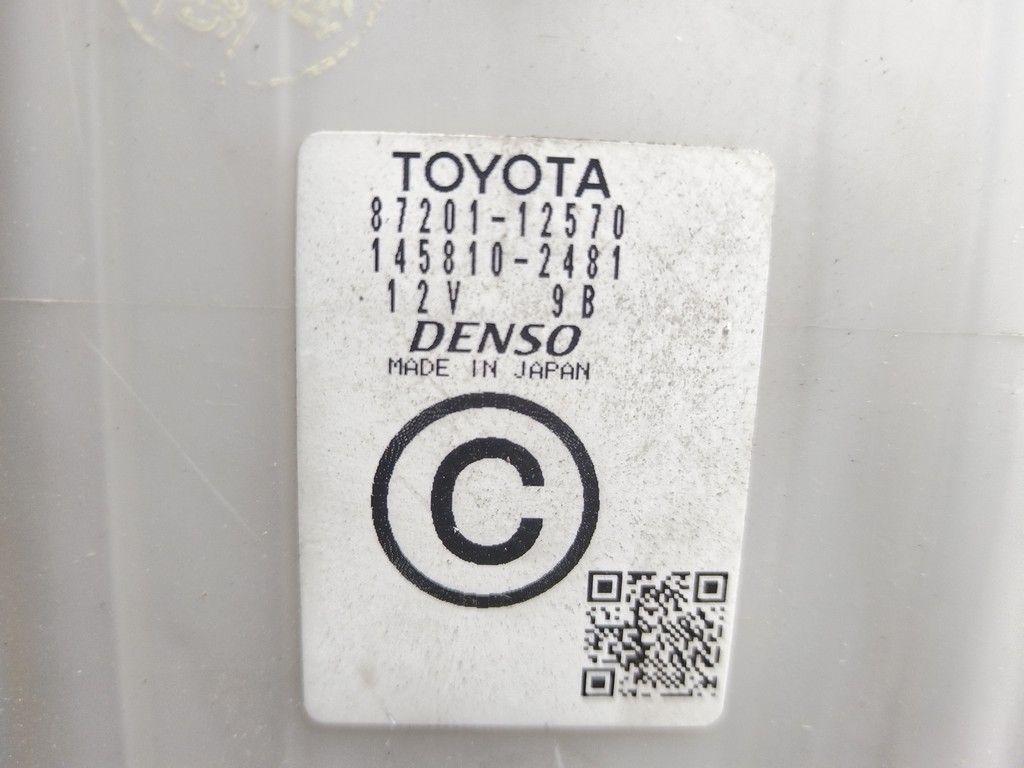 TOYOTA
87201-12570
145810-2481
12V 9B
DENSO
MADE IN JAPAN
C